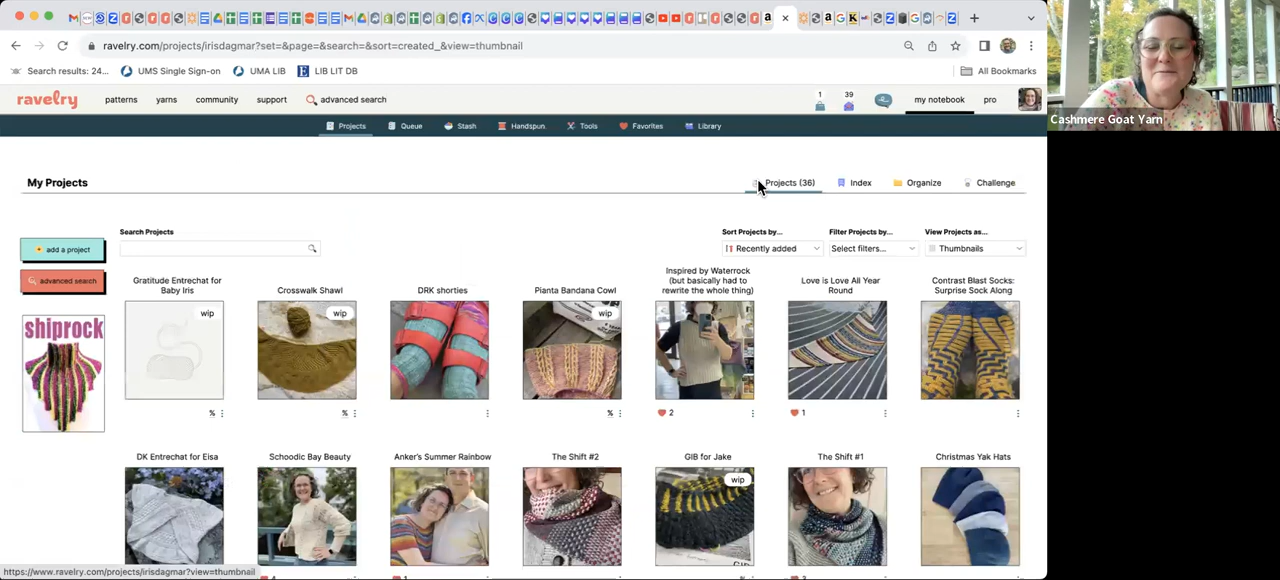 ravelry.com/projects/irisdagmar?set=&page=&search=&sort=created_&view=thumbnail
Search results: 24...
UMS Single Sign-on
UMA LIB
LIB LIT DB
All Bookmarks
ravelry
patterns
yarns
community
support
advanced search
1
39
my notebook
pro
Projects
Queue
Stash
Handspun
Tools
Favorites
Library
Cashmere Goat Yarn
My Projects
Projects (36)
Index
Organize
Challenge
add a project
advanced search
Search Projects
Sort Projects by...
Recently added
Filter Projects by...
Select filters...
View Projects as...
Thumbnails
shiprock
Gratitude Entrechat for
Baby Iris
wip
%
Crosswalk Shawl
wip
%
DRK shorties
Pianta Bandana Cowl
wip
%
Inspired by Waterrock
(but basically had to
rewrite the whole thing)
2
Love is Love All Year
Round
1
Contrast Blast Socks:
Surprise Sock Along
DK Entrechat for Eisa
Schoodic Bay Beauty
Anker's Summer Rainbow
The Shift #2
GIB for Jake
wip
The Shift #1
Christmas Yak Hats
https://www.ravelry.com/projects/irisdagmar?view=thumbnail